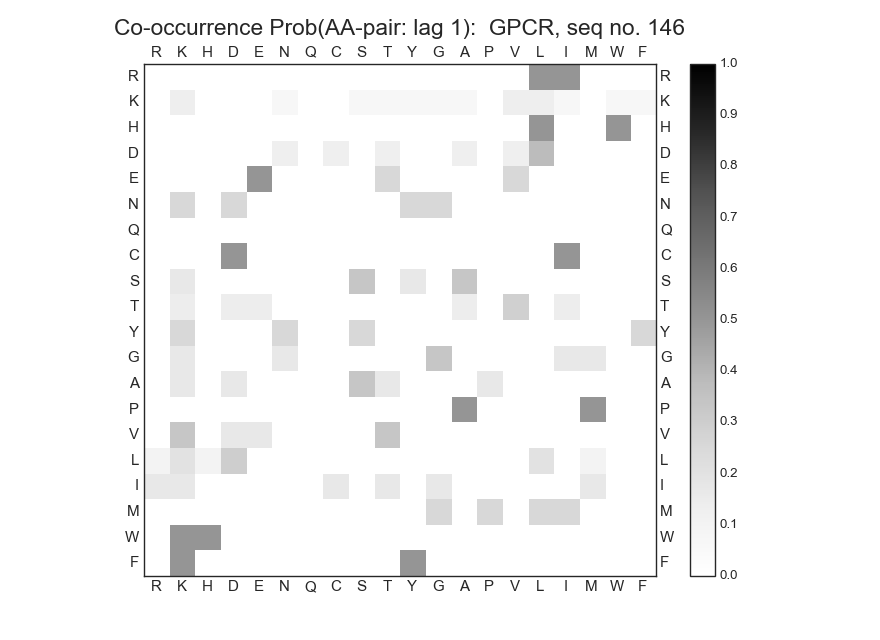 Co-occurrence Prob(AA-pair: lag 1):  GPCR, seq no. 146
R K H D E N Q C S T Y G A P V L I M W F
R R 1.0
K K 0.9
H H
D D 0.8
E E
N N 0.7
Q Q
C C 0.6
S S
T T 0.5
Y Y
G G 0.4
A A
P P 0.3
V V
L L 0.2
I I
M M 0.1
W W
F F 0.0
R K H D E N Q C S T Y G A P V L I M W F